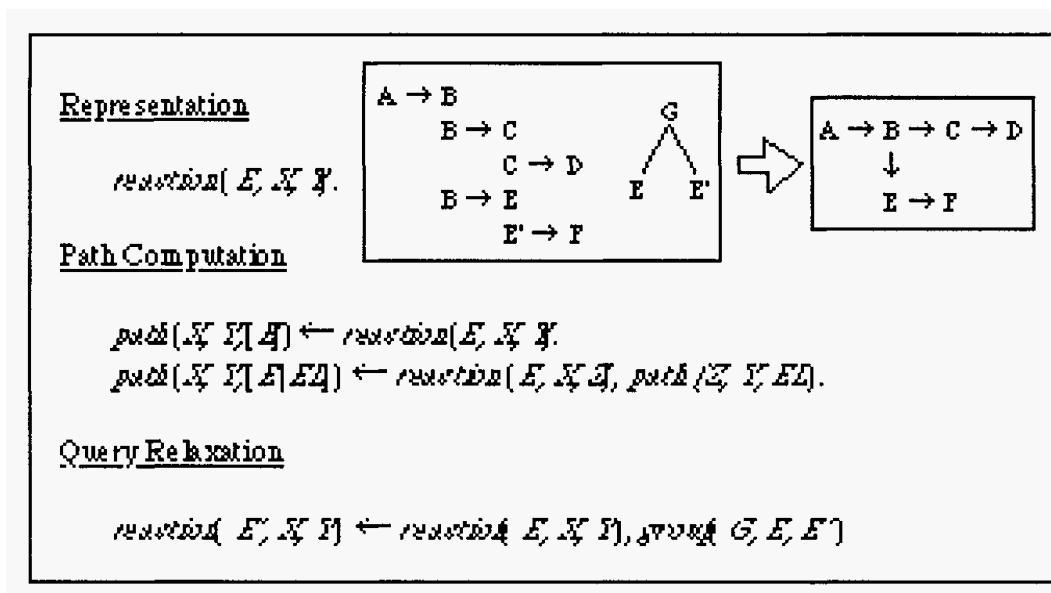 Representation
reaction( E, X, Y).
A → B
B → C
C → D
B → E
E' → F
G
E E'
A → B → C → D
↓
E → F
Path Computation
path(X, Y,[E]) ← reaction(E, X, Y).
path(X, Y,[E|EL]) ← reaction(E, X, Z), path(Z, Y, EL).
Query Relaxation
reaction( E', X, Y) ← reaction( E, X, Y), group( G, E, E')